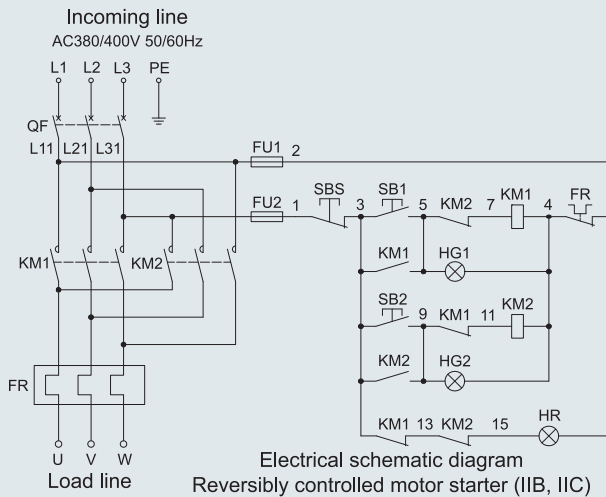 Incoming line
AC380/400V 50/60Hz
L1 L2 L3 PE
QF
L11 L21 L31
FU1 2
FU2 1 SBS 3 SB1 5 KM2 7 KM1 4 FR
KM1 KM2
KM1 HG1
SB2 9 KM1 11 KM2
KM2 HG2
FR
KM1 13 KM2 15 HR
U V W
Load line
Electrical schematic diagram
Reversibly controlled motor starter (IIB, IIC)